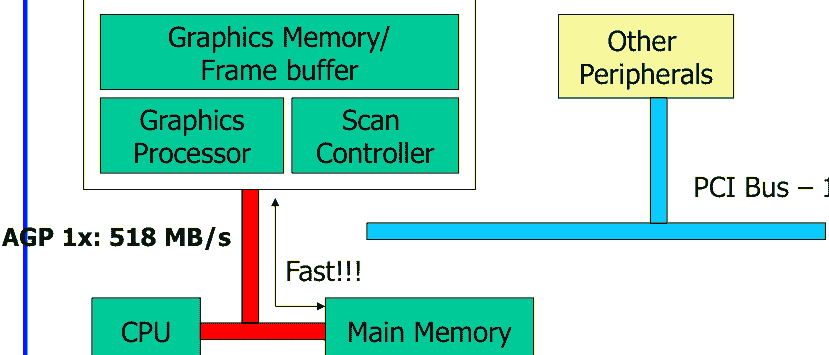 Graphics Memory/
Frame buffer
Other
Peripherals
Graphics
Processor
Scan
Controller
PCI Bus – 1
AGP 1x: 518 MB/s
Fast!!!
CPU
Main Memory